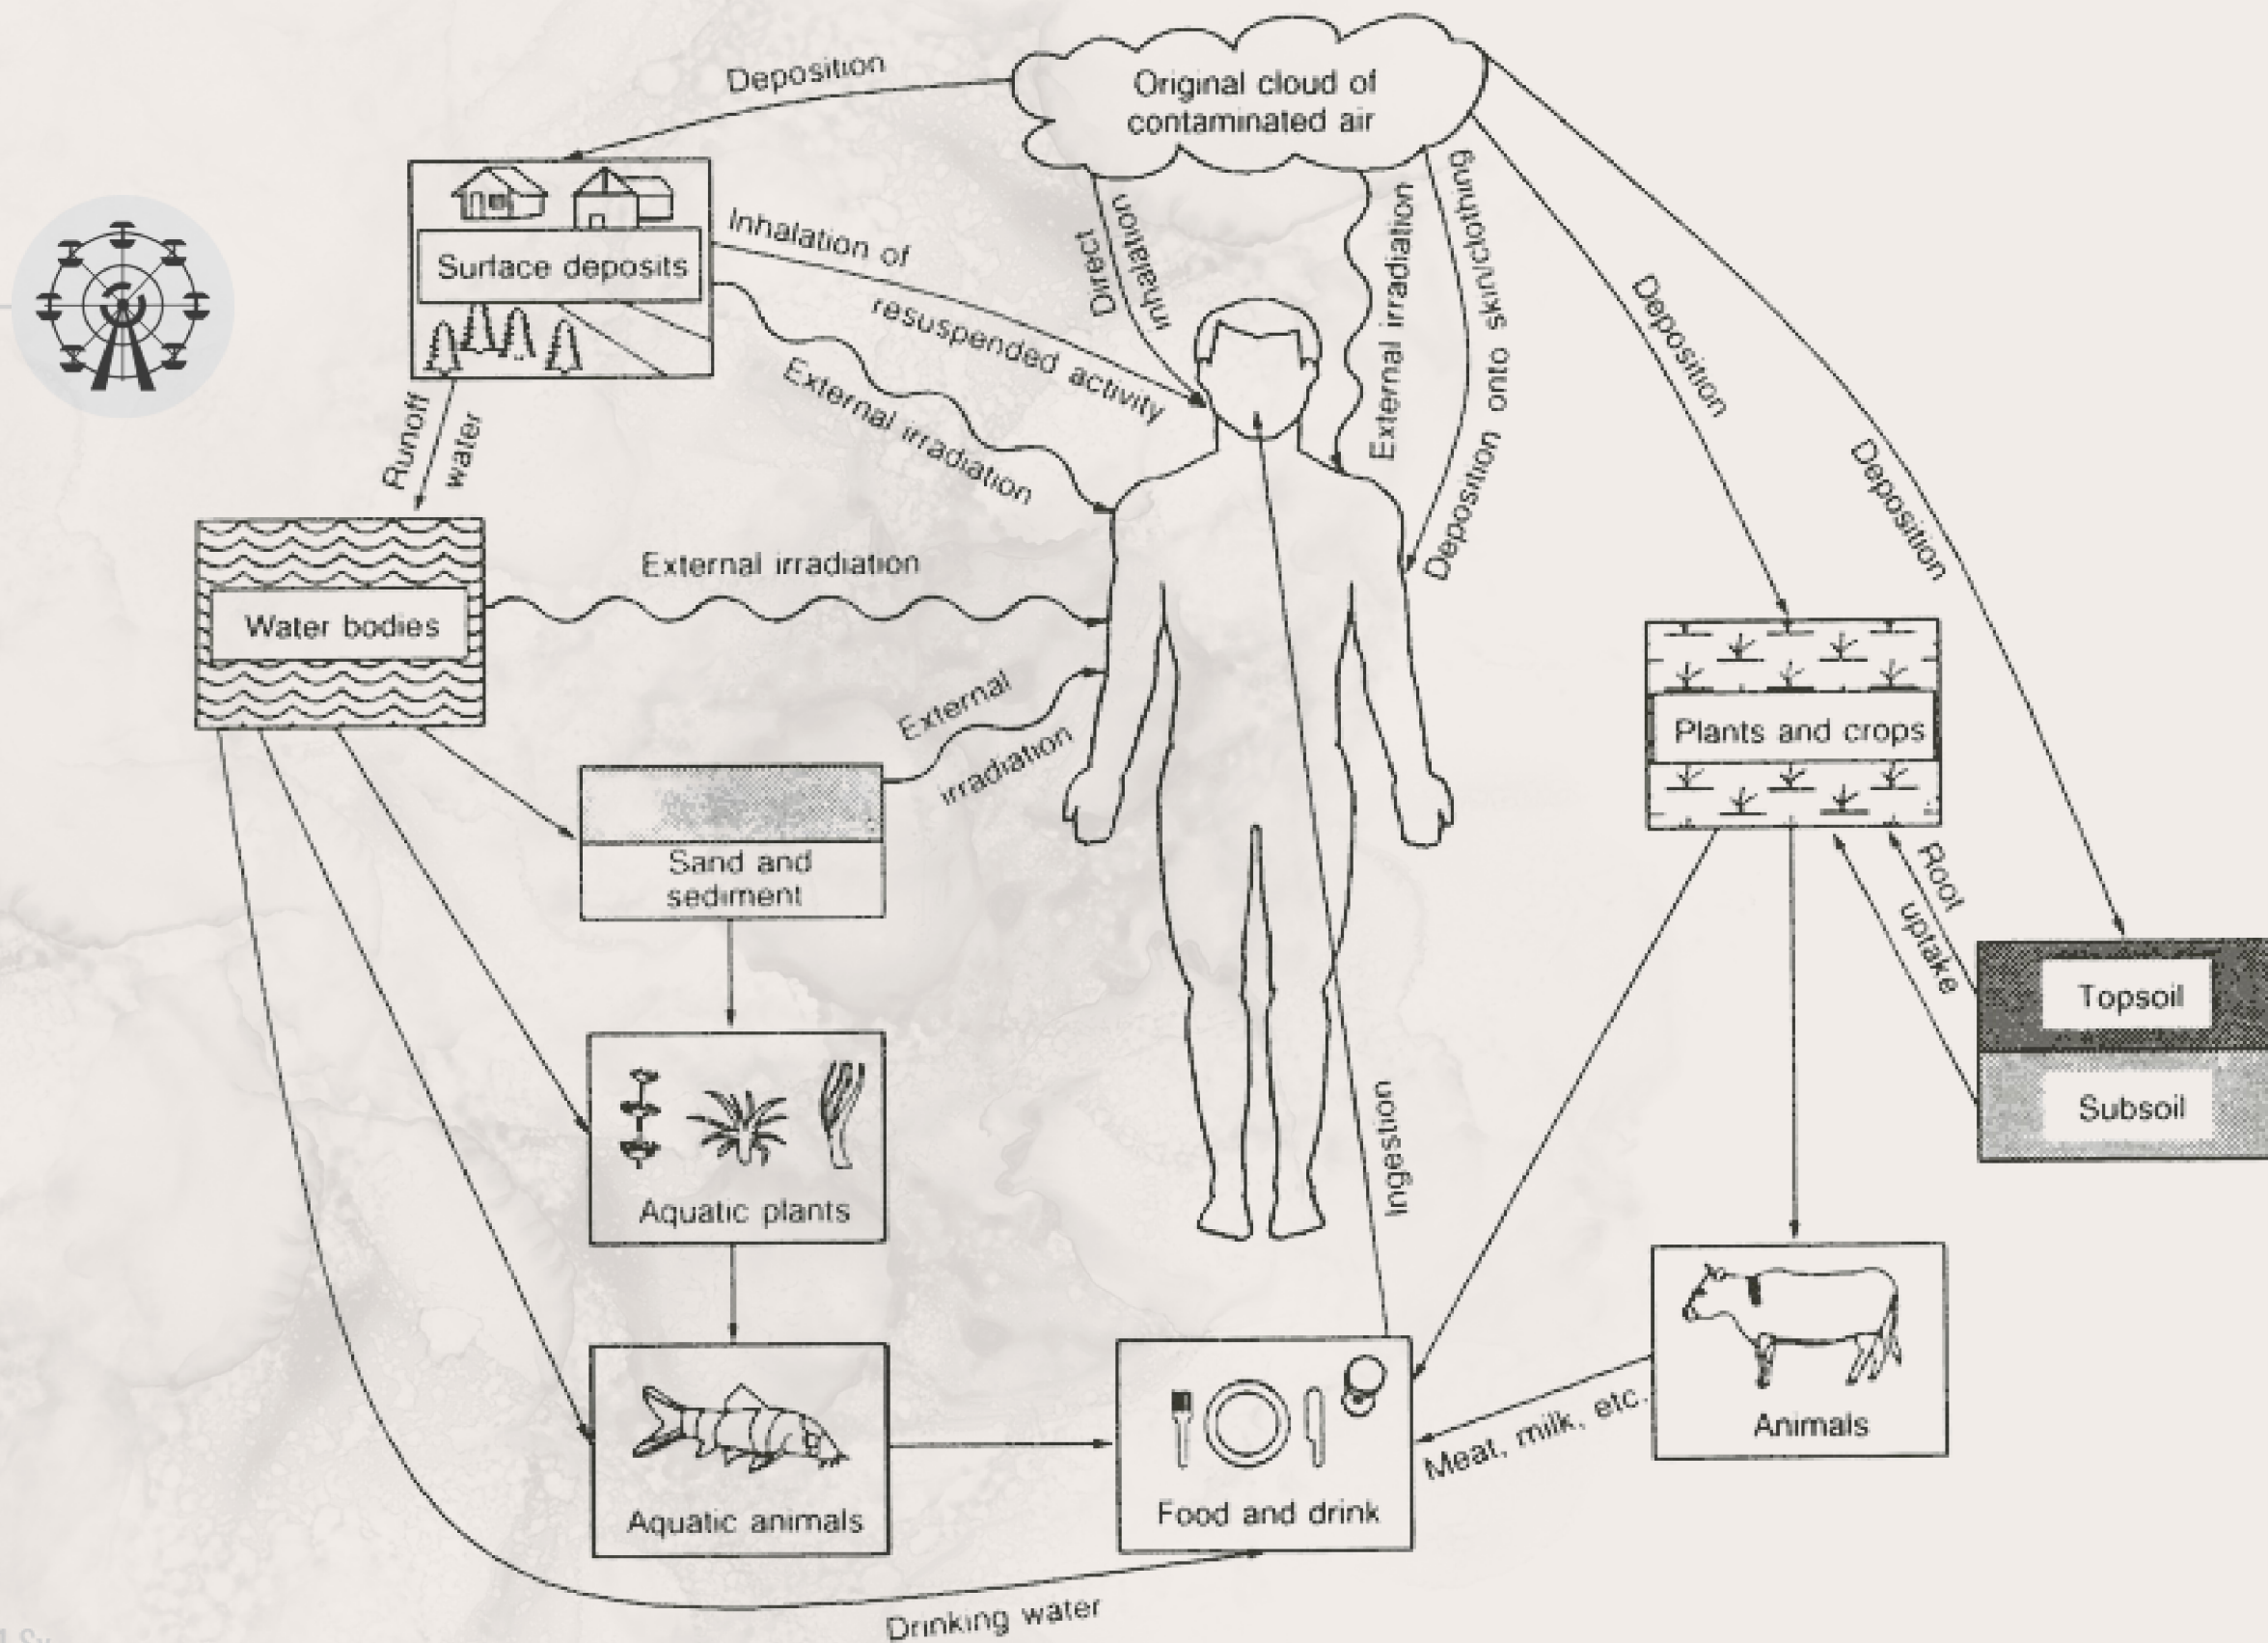 Deposition
Original cloud of
contaminated air
Surface deposits
Inhalation of
resuspended activity
Direct
inhalation
External irradiation
Deposition onto skin/clothing
Deposition
Deposition
External irradiation
Runoff
water
External irradiation
Water bodies
External
irradiation
Plants and crops
Sand and
sediment
Root
uptake
Topsoil
Subsoil
Aquatic plants
Ingestion
Animals
Meat, milk, etc.
Aquatic animals
Food and drink
Drinking water